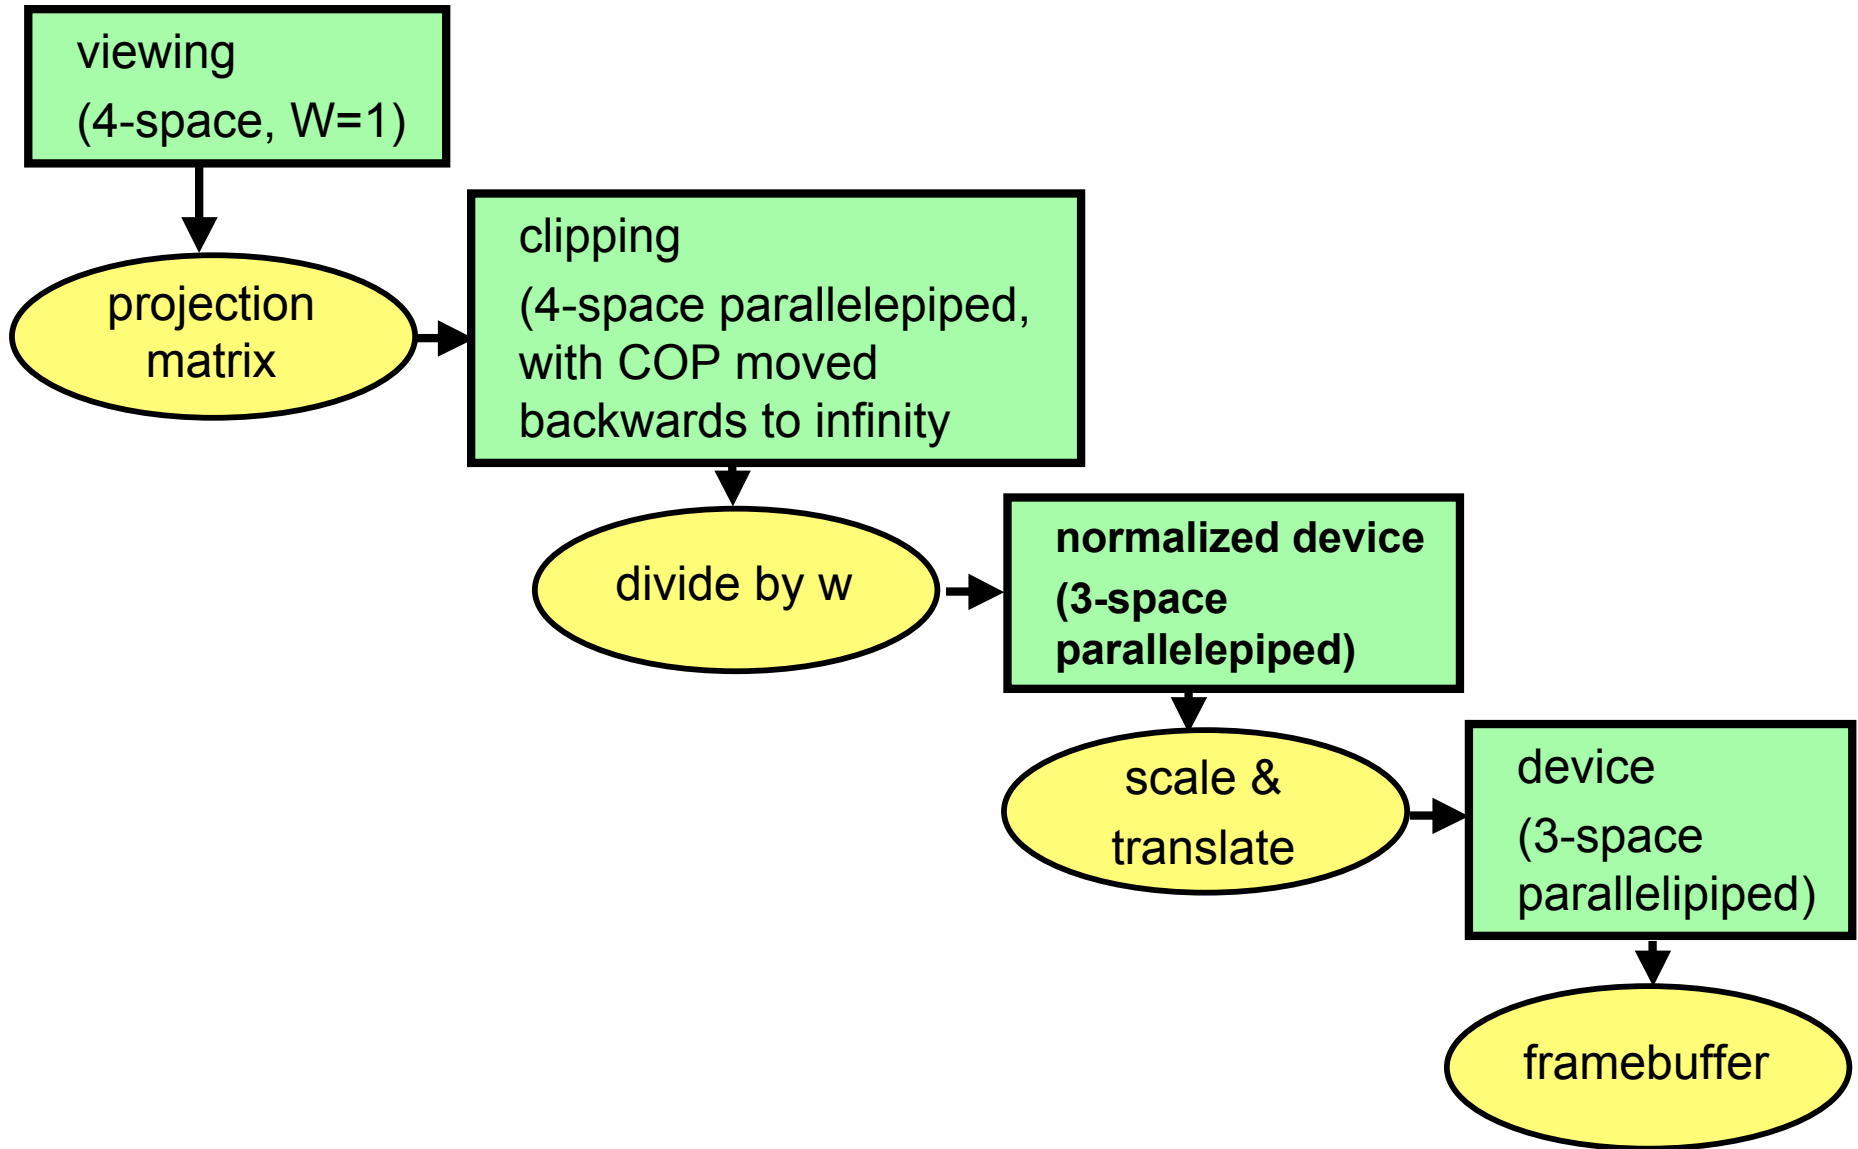 viewing
(4-space, W=1)
projection
matrix
clipping
(4-space parallelepiped,
with COP moved
backwards to infinity
divide by w
normalized device
(3-space
parallelepiped)
scale &
translate
device
(3-space
parallelipiped)
framebuffer